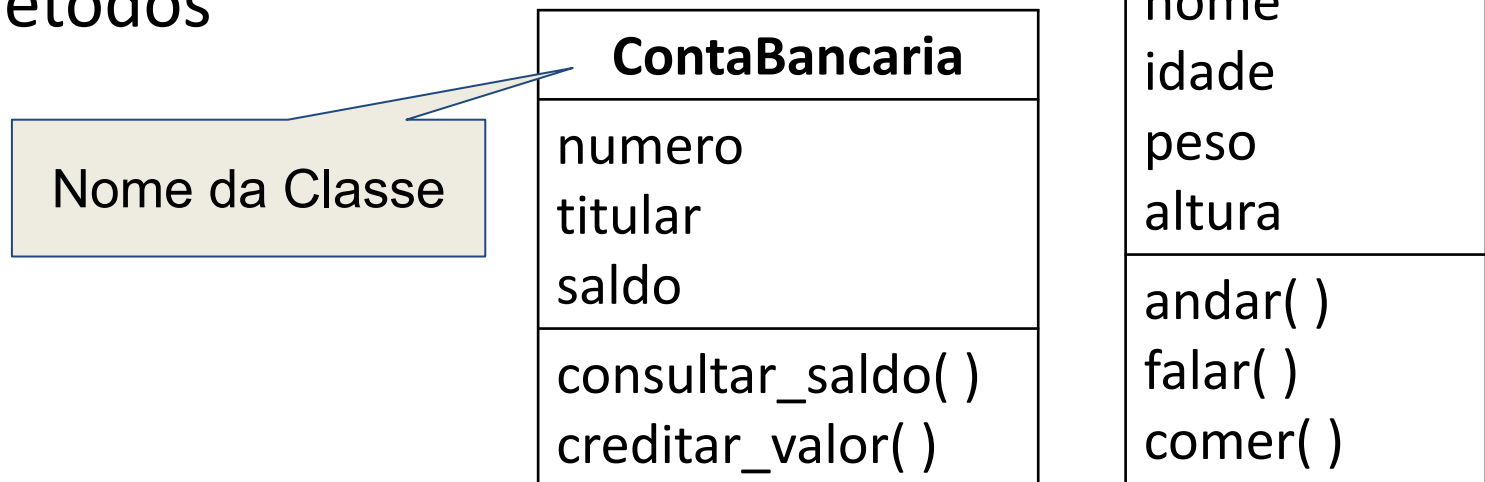 etodos
Nome da Classe
ContaBancaria
numero
titular
saldo
consultar_saldo( )
creditar_valor( )
nome
idade
peso
altura
andar( )
falar( )
comer( )